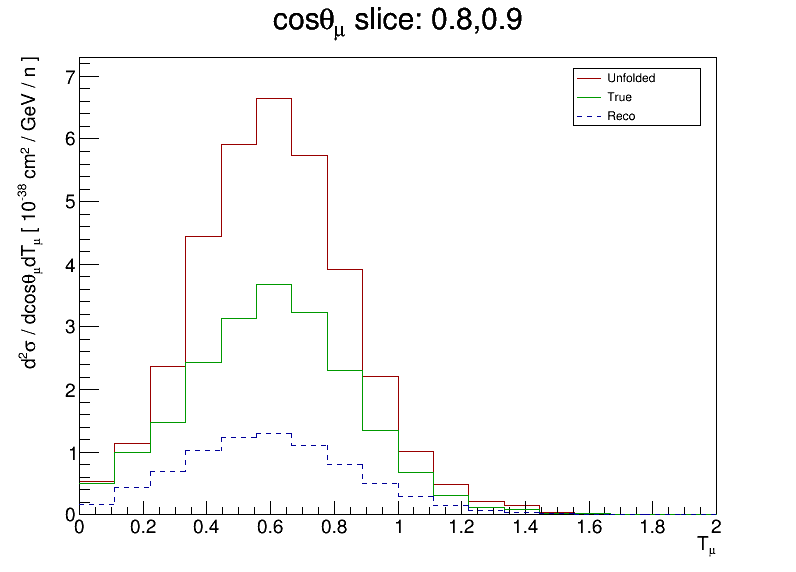 cosθμ slice: 0.8,0.9
d²σ / dcosθμdTμ [ 10⁻³⁸ cm² / GeV / n ]
7
6
5
4
3
2
1
0
Unfolded
True
Reco
0 0.2 0.4 0.6 0.8 1 1.2 1.4 1.6 1.8 2
Tμ